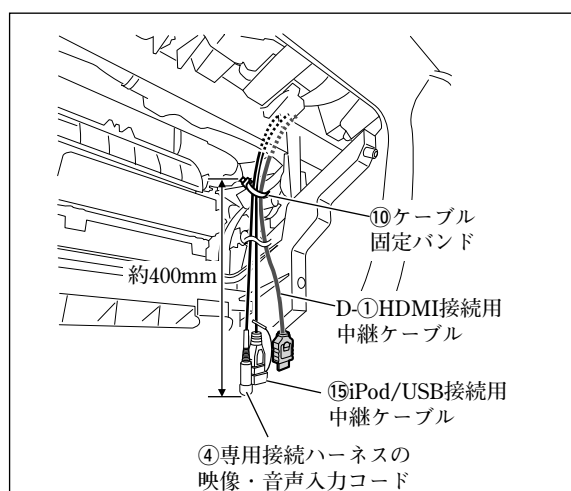 ⑩ケーブル
固定バンド
約400mm
D-①HDMI接続用
中継ケーブル
⑮iPod/USB接続用
中継ケーブル
④専用接続ハーネスの
映像・音声入力コード